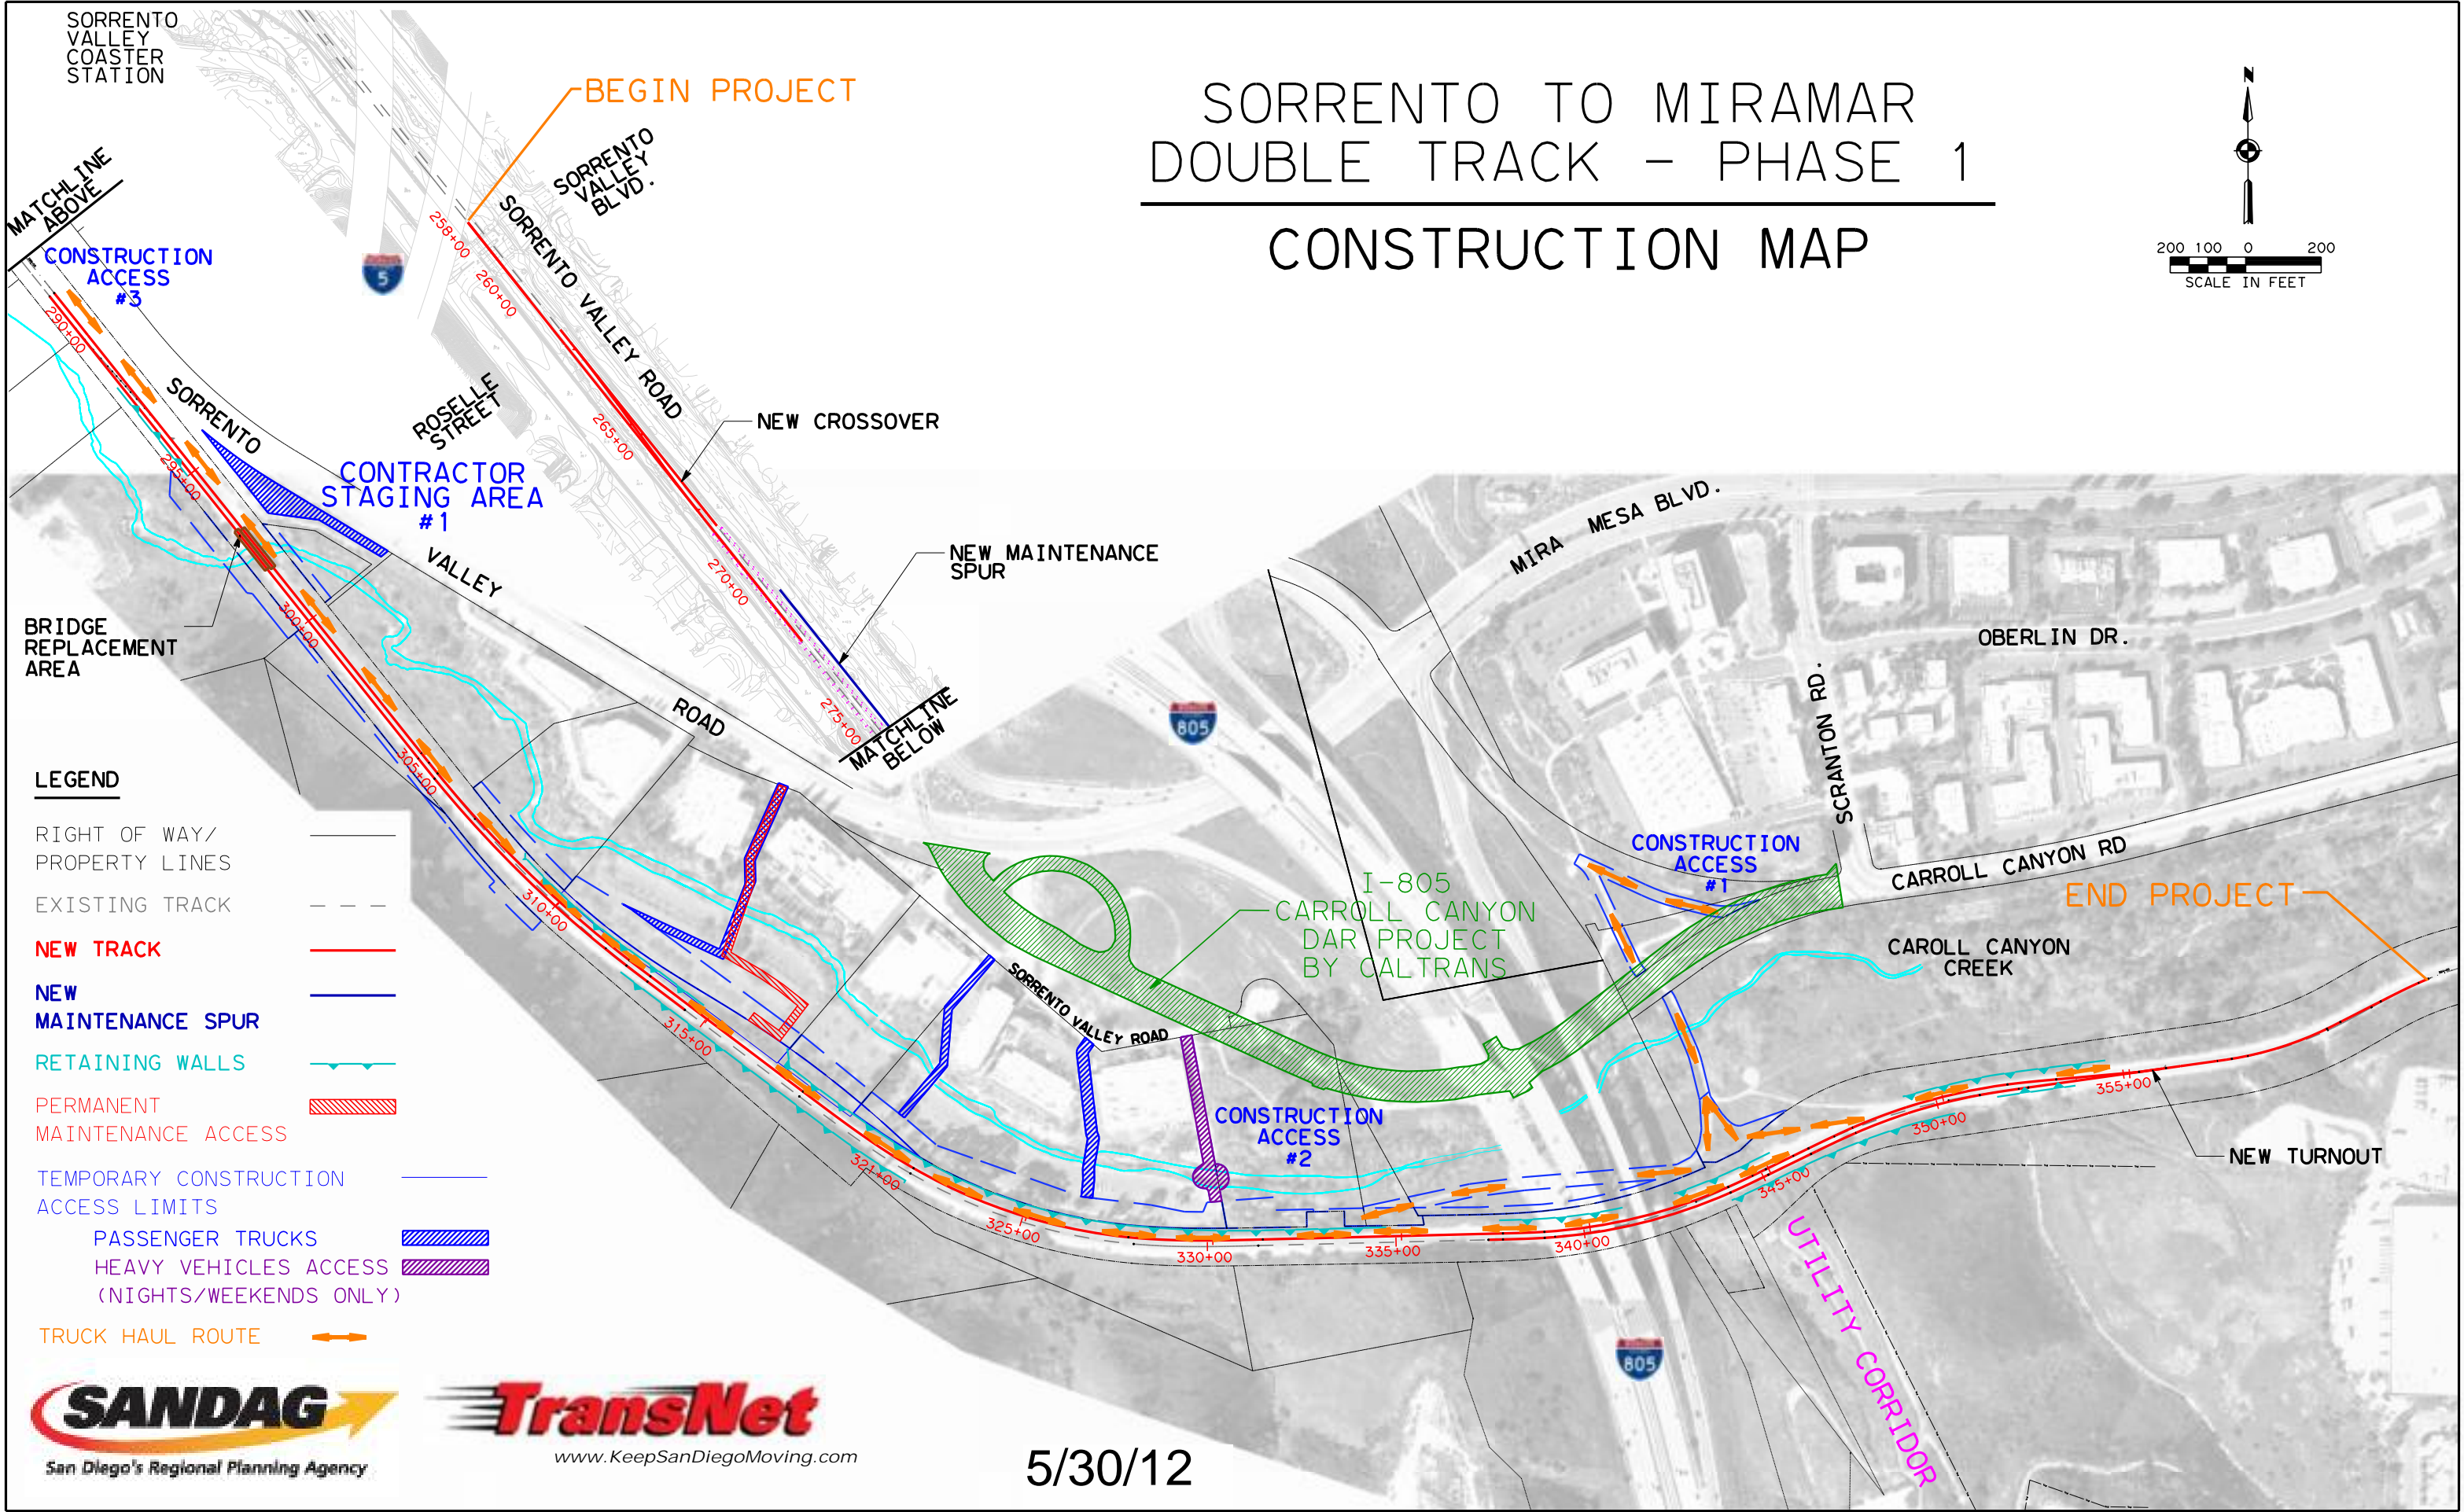 SORRENTO
VALLEY
COASTER
STATION
BEGIN PROJECT
SORRENTO TO MIRAMAR
DOUBLE TRACK - PHASE 1
CONSTRUCTION MAP
N
200 100 0 200
SCALE IN FEET
MATCHLINE
ABOVE
CONSTRUCTION
ACCESS
#3
5
SORRENTO
VALLEY
BLVD.
SORRENTO VALLEY ROAD
258+00
260+00
265+00
270+00
275+00
NEW CROSSOVER
NEW MAINTENANCE
SPUR
MATCHLINE
BELOW
ROSELLE
STREET
SORRENTO
VALLEY
ROAD
CONTRACTOR
STAGING AREA
#1
BRIDGE
REPLACEMENT
AREA
290+00
295+00
300+00
305+00
310+00
315+00
321+00
325+00
330+00
335+00
340+00
345+00
350+00
355+00
MIRA MESA BLVD.
OBERLIN DR.
SCRANTON RD.
805
CONSTRUCTION
ACCESS
#1
CARROLL CANYON RD
END PROJECT
I-805
CARROLL CANYON
DAR PROJECT
BY CALTRANS
CAROLL CANYON
CREEK
SORRENTO VALLEY ROAD
CONSTRUCTION
ACCESS
#2
NEW TURNOUT
UTILITY CORRIDOR
805
LEGEND
RIGHT OF WAY/
PROPERTY LINES
EXISTING TRACK
NEW TRACK
NEW
MAINTENANCE SPUR
RETAINING WALLS
PERMANENT
MAINTENANCE ACCESS
TEMPORARY CONSTRUCTION
ACCESS LIMITS
PASSENGER TRUCKS
HEAVY VEHICLES ACCESS
(NIGHTS/WEEKENDS ONLY)
TRUCK HAUL ROUTE
SANDAG
San Diego's Regional Planning Agency
TransNet
www.KeepSanDiegoMoving.com
5/30/12